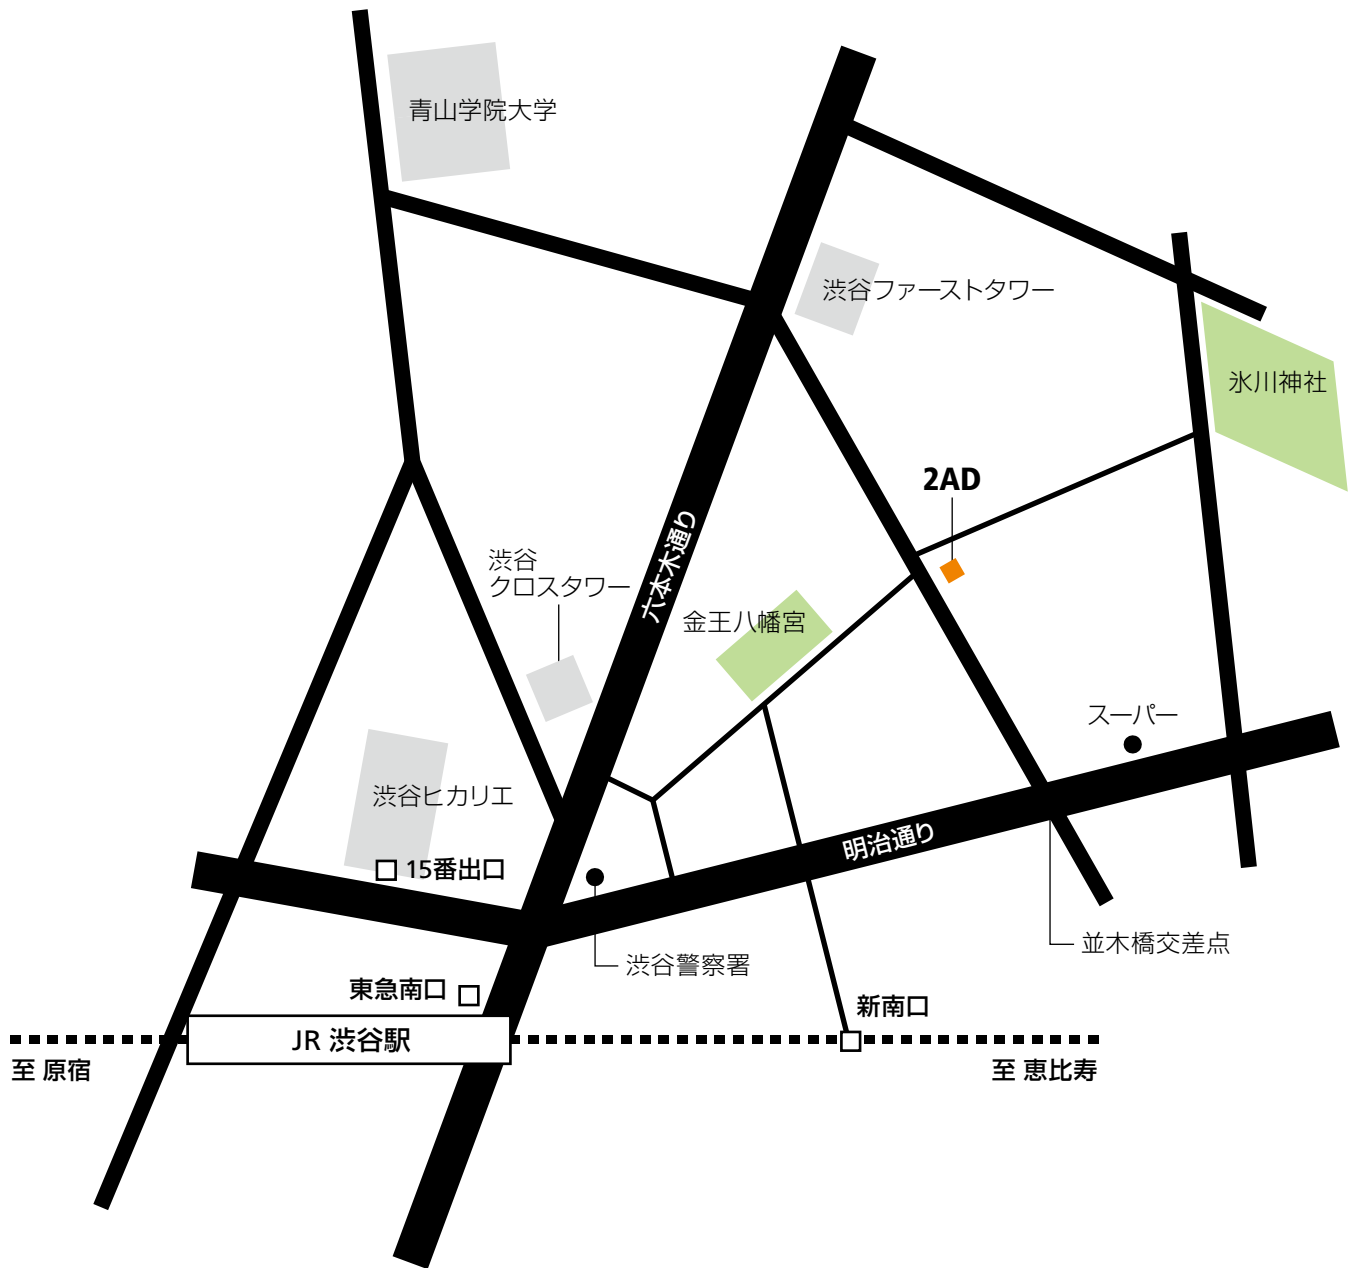 青山学院大学
渋谷ファーストタワー
氷川神社
2AD
六本木通り
渋谷
クロスタワー
金王八幡宮
スーパー
渋谷ヒカリエ
明治通り
15番出口
並木橋交差点
渋谷警察署
東急南口
新南口
JR 渋谷駅
至 原宿
至 恵比寿